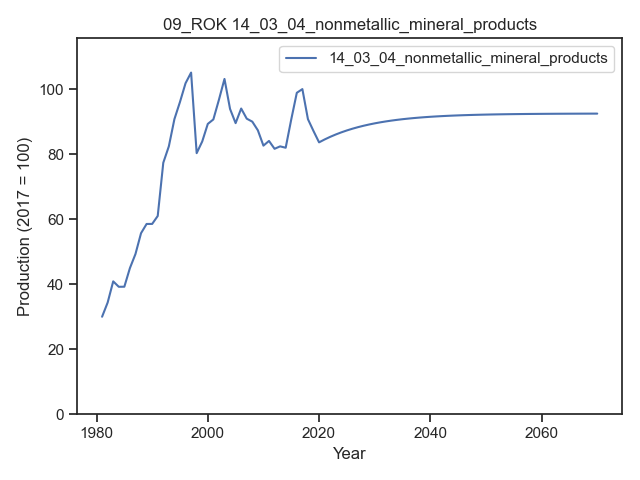 09_ROK 14_03_04_nonmetallic_mineral_products
14_03_04_nonmetallic_mineral_products
Production (2017 = 100)
100
80
60
40
20
0
1980 2000 2020 2040 2060
Year